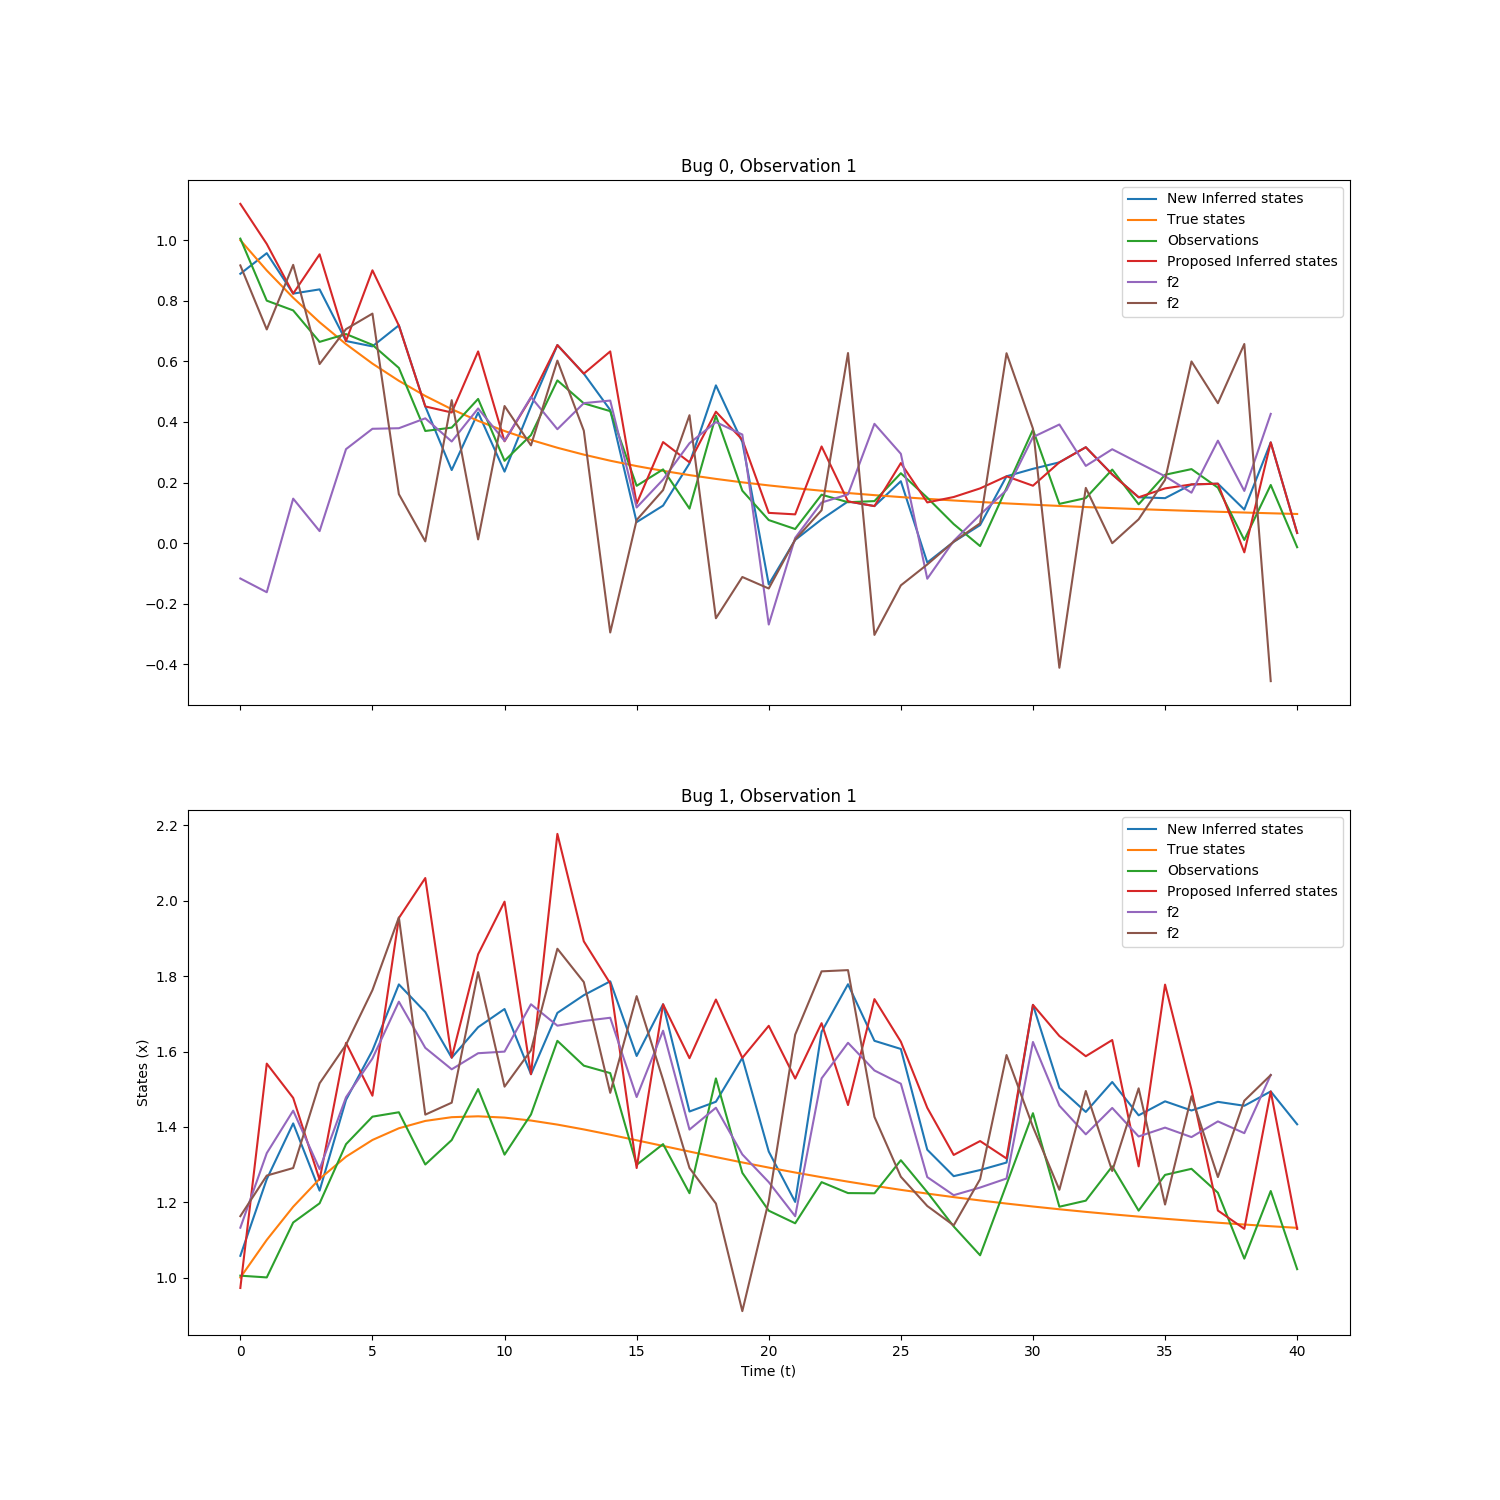 Bug 0, Observation 1
New Inferred states
True states
Observations
Proposed Inferred states
f2
f2
1.0
0.8
0.6
0.4
0.2
0.0
−0.2
−0.4
Bug 1, Observation 1
New Inferred states
True states
Observations
Proposed Inferred states
f2
f2
2.2
2.0
1.8
1.6
1.4
1.2
1.0
States (x)
0 5 10 15 20 25 30 35 40
Time (t)